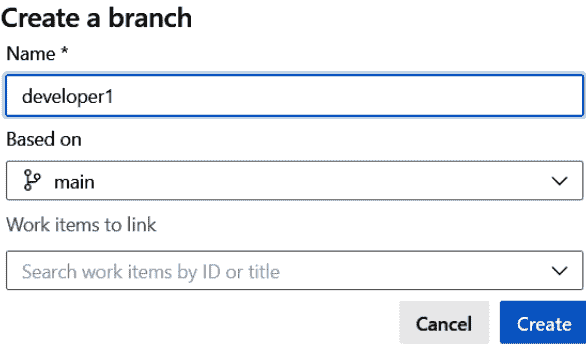 Create a branch
Name *
developer1
Based on
main
Work items to link
Search work items by ID or title
Cancel Create